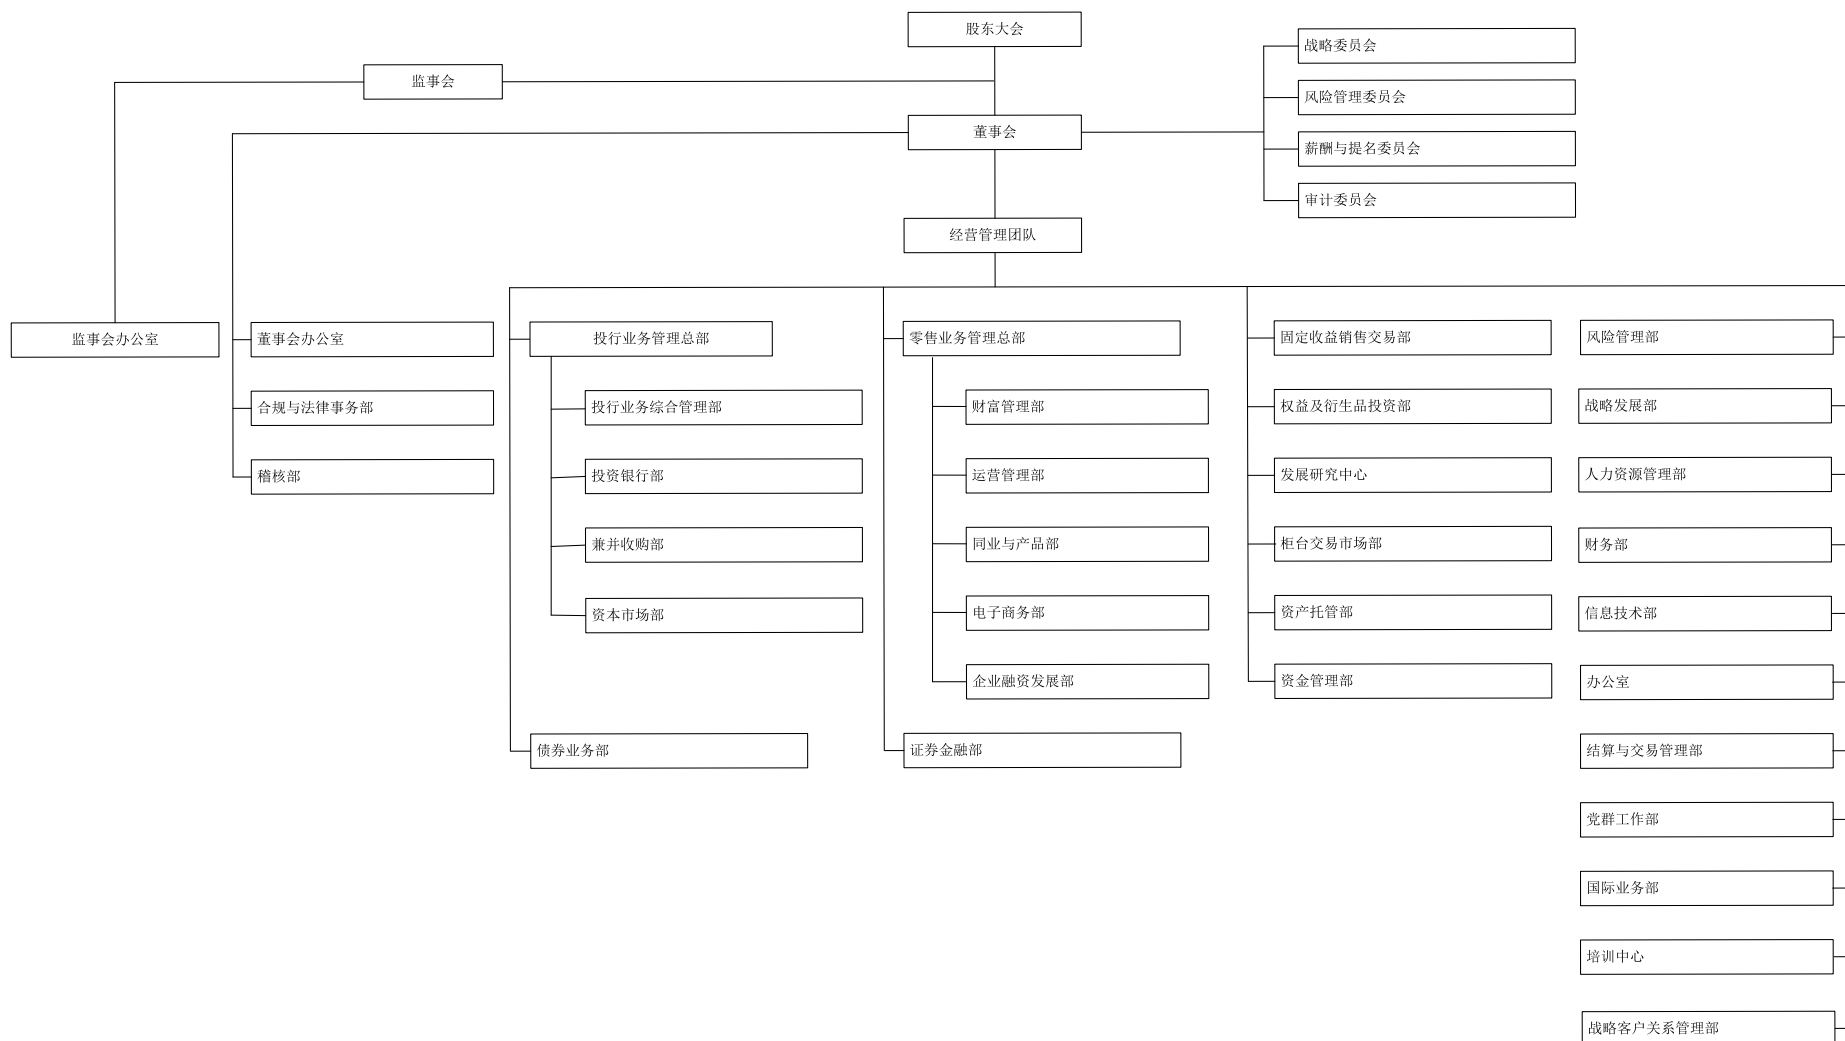 股东大会
监事会
董事会
战略委员会
风险管理委员会
薪酬与提名委员会
审计委员会
经营管理团队
监事会办公室
董事会办公室
合规与法律事务部
稽核部
投行业务管理总部
投行业务综合管理部
投资银行部
兼并收购部
资本市场部
债券业务部
零售业务管理总部
财富管理部
运营管理部
同业与产品部
电子商务部
企业融资发展部
证券金融部
固定收益销售交易部
权益及衍生品投资部
发展研究中心
柜台交易市场部
资产托管部
资金管理部
风险管理部
战略发展部
人力资源管理部
财务部
信息技术部
办公室
结算与交易管理部
党群工作部
国际业务部
培训中心
战略客户关系管理部